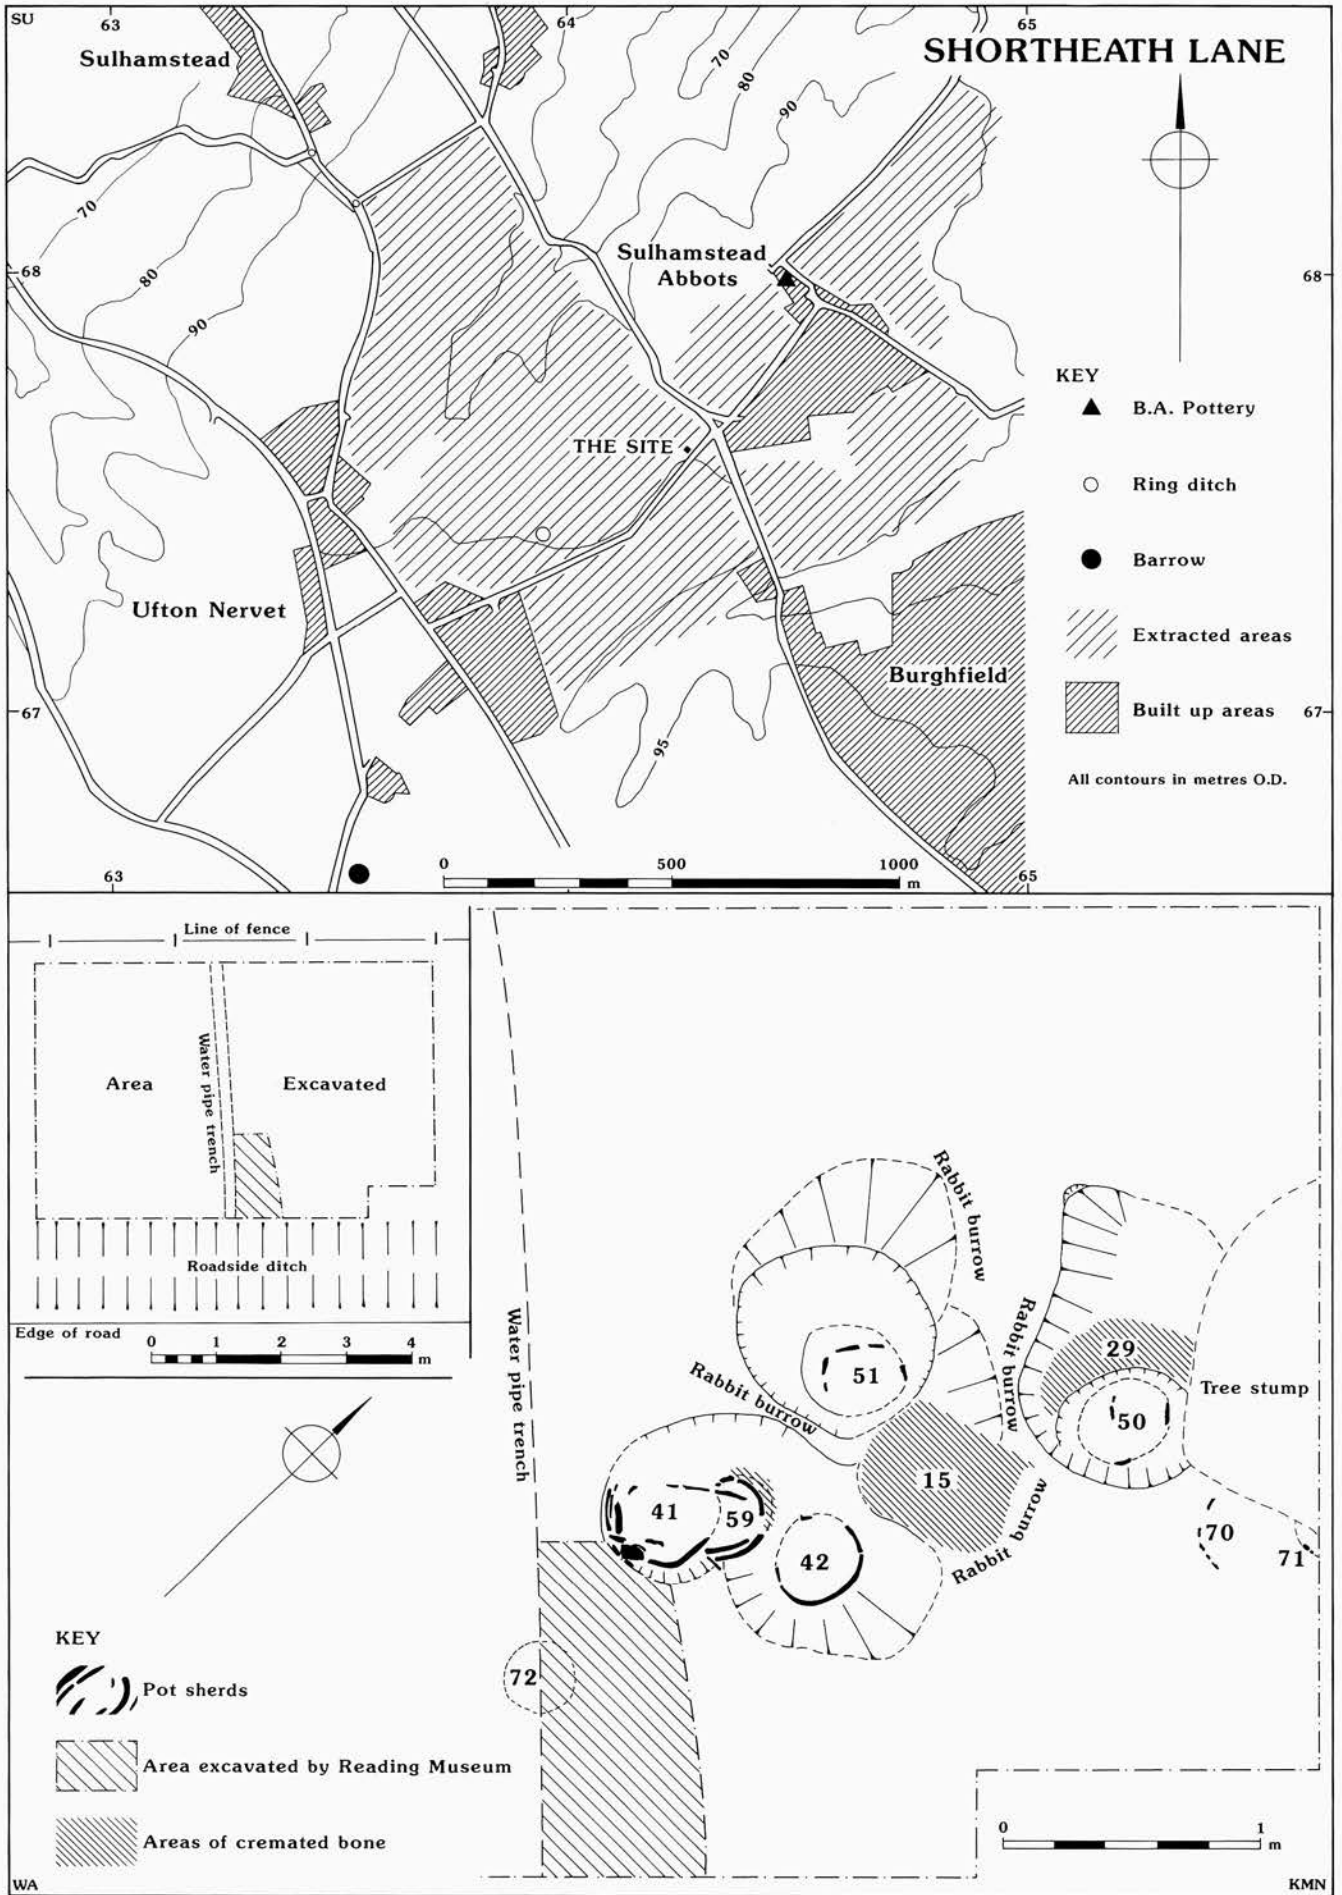 SU
63
64
65
SHORTHEATH LANE
Sulhamstead
70
80
90
70
80
90
68
68
Sulhamstead
Abbots
THE SITE
Ufton Nervet
Burghfield
67
67
95
63
65
KEY
B.A. Pottery
Ring ditch
Barrow
Extracted areas
Built up areas
All contours in metres O.D.
0 500 1000
m
Line of fence
Area
Water pipe trench
Excavated
Roadside ditch
Edge of road
0 1 2 3 4
m
KEY
Pot sherds
Area excavated by Reading Museum
Areas of cremated bone
Water pipe trench
Rabbit burrow
Rabbit burrow
Rabbit burrow
Rabbit burrow
Tree stump
51
29
50
15
41
59
42
70
71
72
0 1
m
WA
KMN